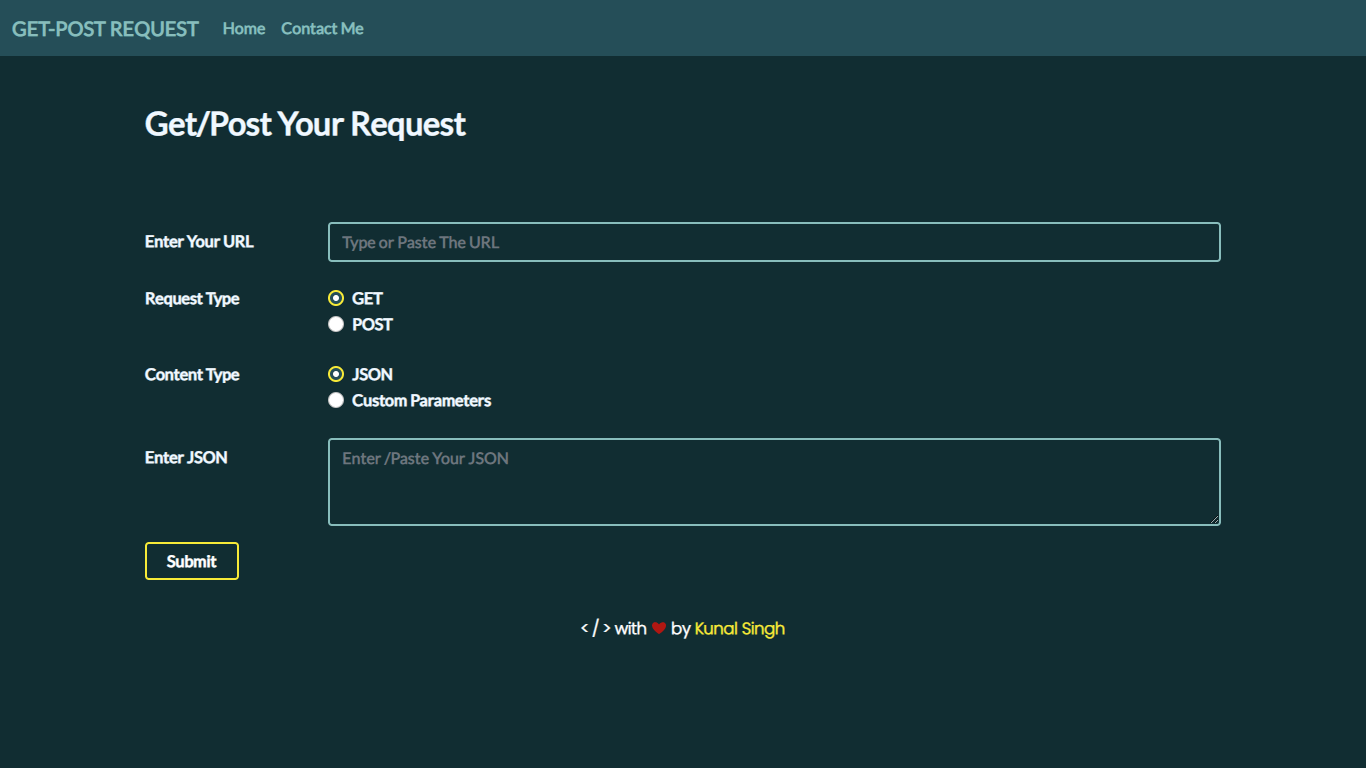 GET-POST REQUEST Home Contact Me
Get/Post Your Request
Enter Your URL Type or Paste The URL
Request Type GET
POST
Content Type JSON
Custom Parameters
Enter JSON Enter /Paste Your JSON
Submit
< / > with ❤ by Kunal Singh